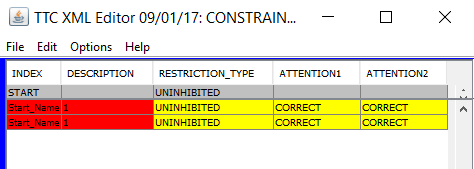 TTC XML Editor 09/01/17: CONSTRAIN...
File Edit Options Help
INDEX DESCRIPTION RESTRICTION_TYPE ATTENTION1 ATTENTION2
START UNINHIBITED
Start_Name 1 UNINHIBITED CORRECT CORRECT
Start_Name 1 UNINHIBITED CORRECT CORRECT